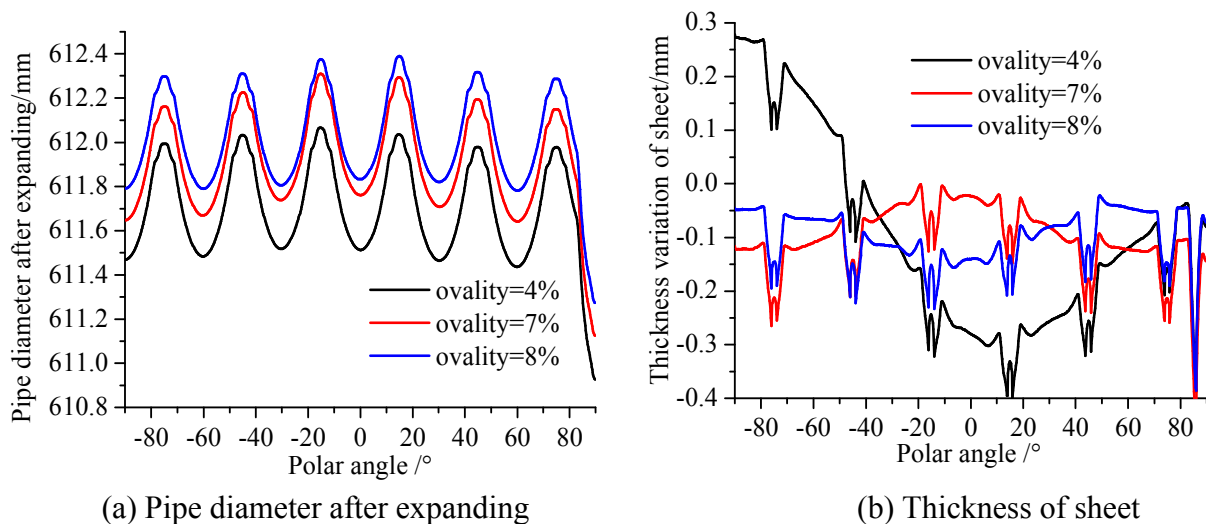 612.4
612.2
612.0
611.8
611.6
611.4
611.2
611.0
610.8
Pipe diameter after expanding/mm
ovality=4%
ovality=7%
ovality=8%
-80 -60 -40 -20 0 20 40 60 80
Polar angle /°
(a) Pipe diameter after expanding
0.3
0.2
0.1
0.0
-0.1
-0.2
-0.3
-0.4
Thickness variation of sheet/mm
ovality=4%
ovality=7%
ovality=8%
-80 -60 -40 -20 0 20 40 60 80
Polar angle /°
(b) Thickness of sheet